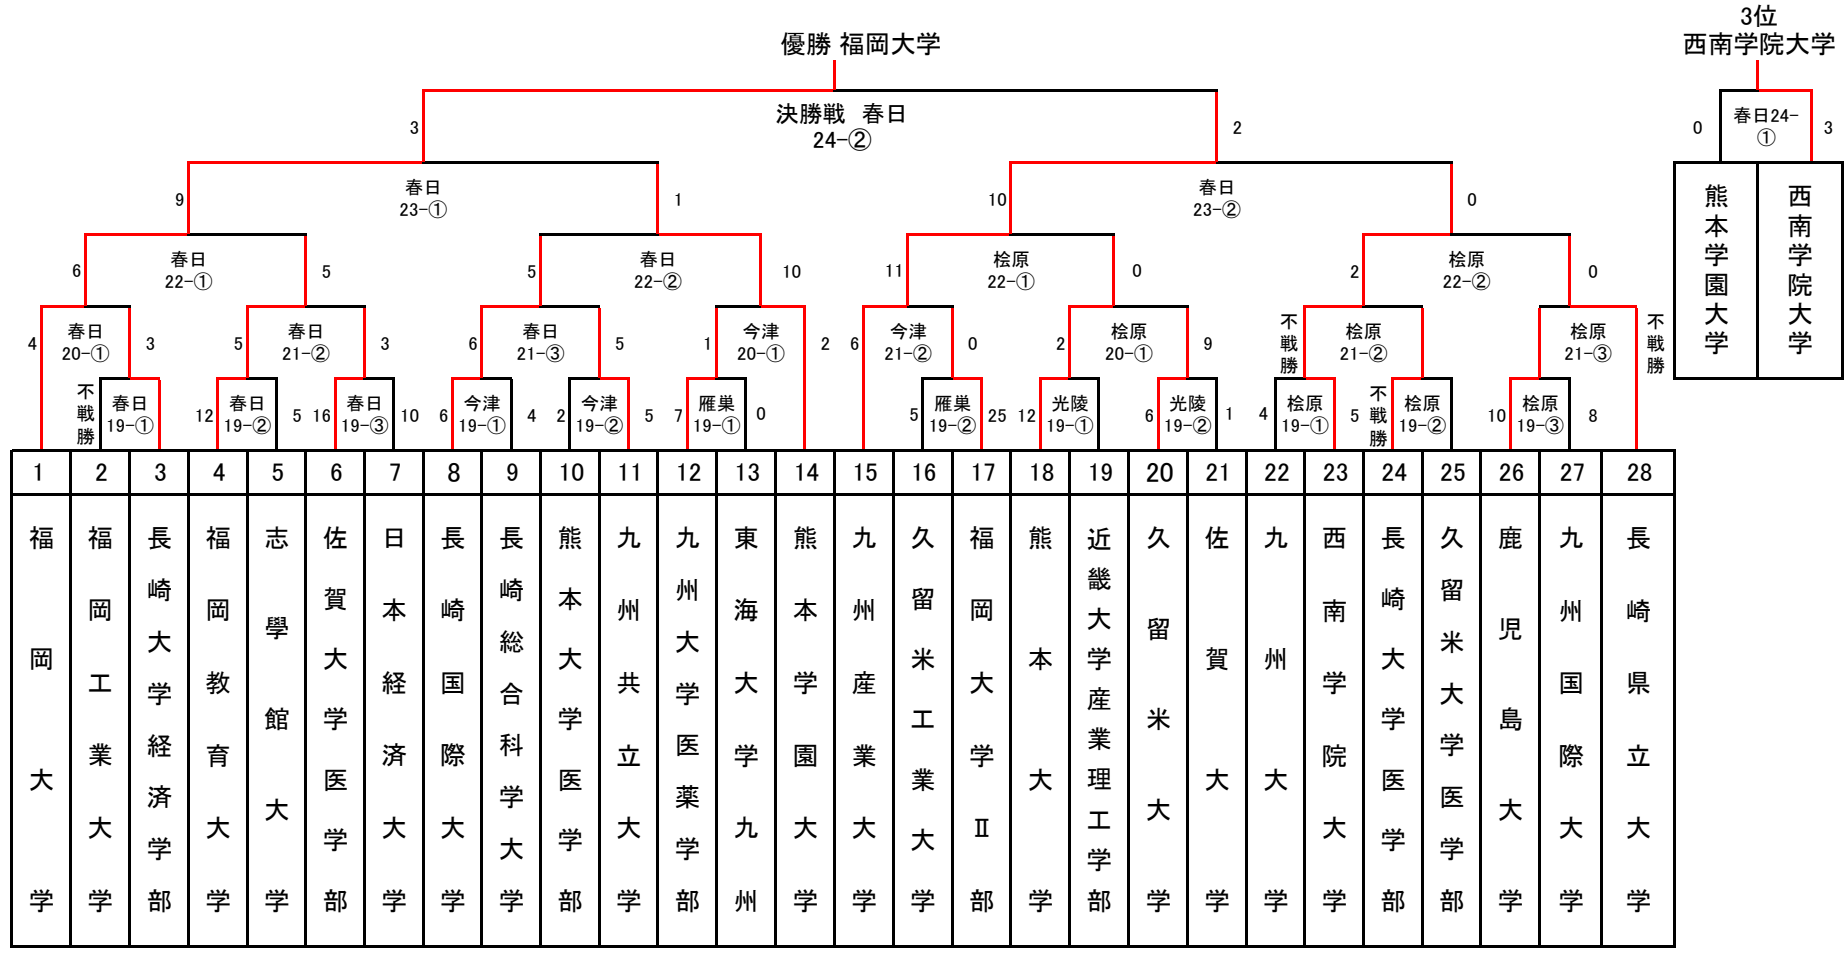 3位
優勝 福岡大学
西南学院大学
決勝戦 春日
24-②
3
2
春日24-
①
0
3
春日
23-①
9
1
春日
23-②
10
0
熊本学園大学
西南学院大学
春日
22-①
6
5
春日
22-②
5
10
桧原
22-①
11
0
桧原
22-②
2
0
春日
20-①
4
3
春日
21-②
5
3
春日
21-③
6
5
今津
20-①
1
2
今津
21-②
6
0
桧原
20-①
2
9
不戦勝
桧原
21-②
桧原
21-③
不戦勝
不戦勝
春日
19-①
12
春日
19-②
5
16
春日
19-③
10
6
今津
19-①
4
2
今津
19-②
5
7
雁巣
19-①
0
5
雁巣
19-②
25
12
光陵
19-①
6
光陵
19-②
1
4
桧原
19-①
5
不戦勝
桧原
19-②
10
桧原
19-③
8
1 2 3 4 5 6 7 8 9 10 11 12 13 14 15 16 17 18 19 20 21 22 23 24 25 26 27 28
福岡大学
福岡工業大学
長崎大学経済学部
福岡教育大学
志學館大学
佐賀大学医学部
日本経済大学
長崎国際大学
長崎総合科学大学
熊本大学医学部
九州共立大学
九州大学医薬学部
東海大学九州
熊本学園大学
九州産業大学
久留米工業大学
福岡大学Ⅱ部
熊本大学
近畿大学産業理工学部
久留米大学
佐賀大学
九州大学
西南学院大学
長崎大学医学部
久留米大学医学部
鹿児島大学
九州国際大学
長崎県立大学